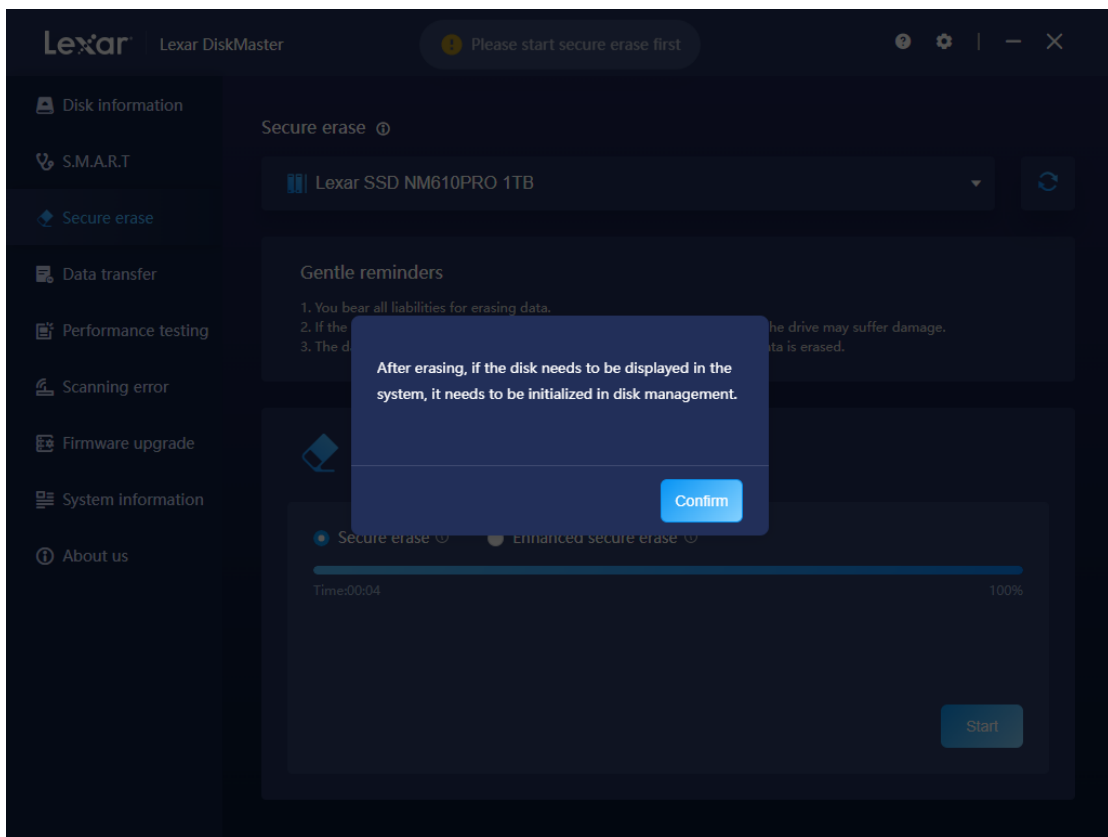 Lexar Lexar DiskMaster
Please start secure erase first
Disk information
S.M.A.R.T
Secure erase
Data transfer
Performance testing
Scanning error
Firmware upgrade
System information
About us
Secure erase
Lexar SSD NM610PRO 1TB
Gentle reminders
1. You bear all liabilities for erasing data.
2. If the he drive may suffer damage.
3. The d ta is erased.
After erasing, if the disk needs to be displayed in the
system, it needs to be initialized in disk management.
Confirm
Secure erase Enhanced secure erase
Time:00:04 100%
Start